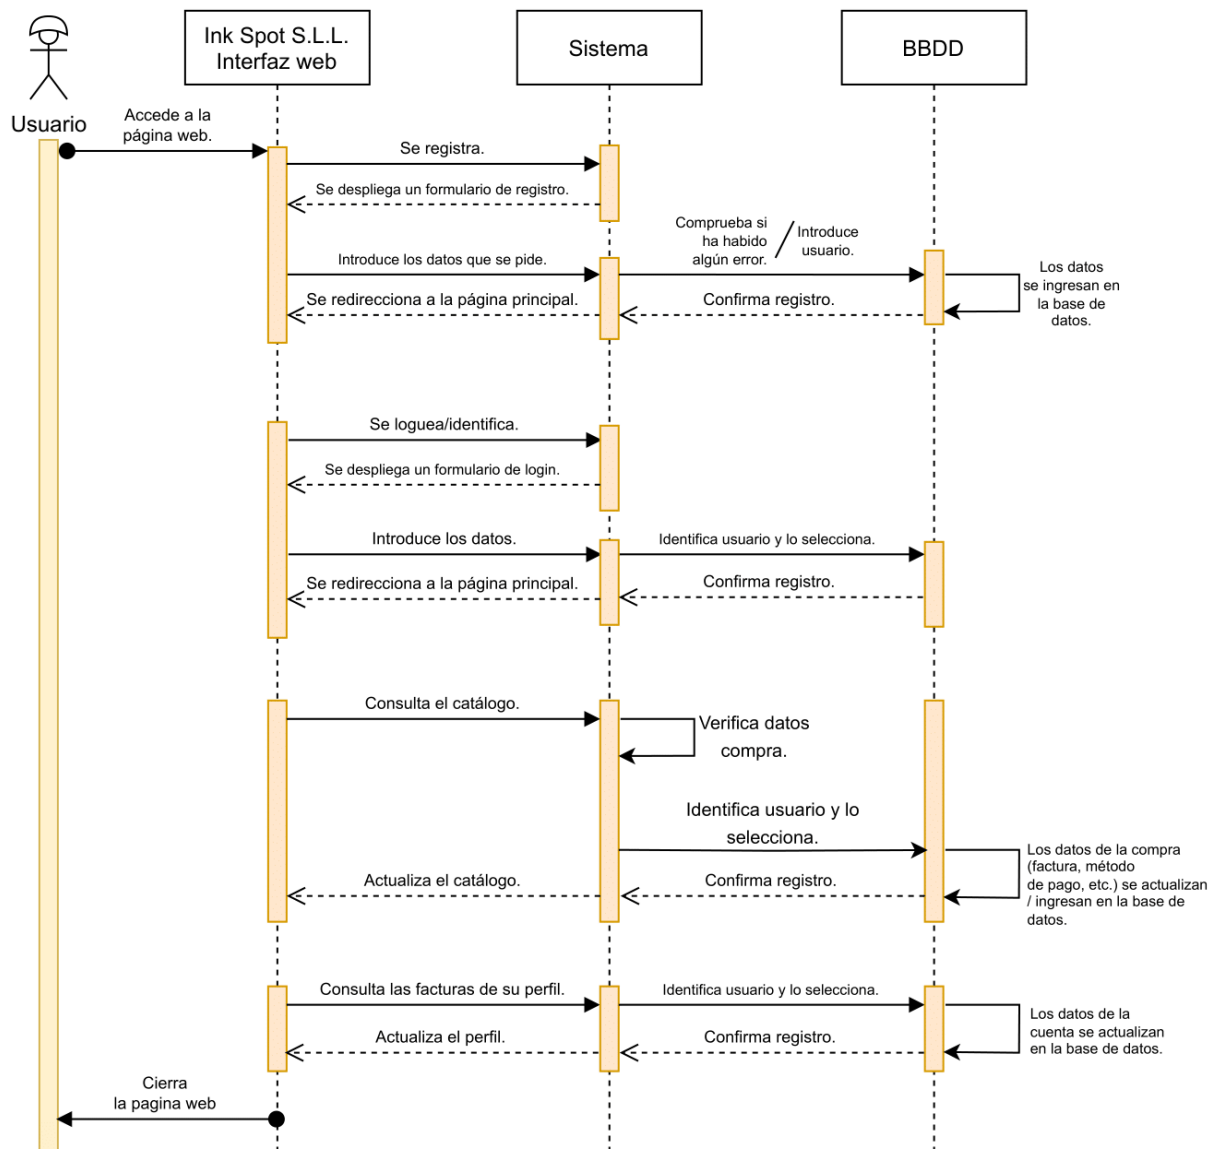 Usuario
Ink Spot S.L.L.
Interfaz web
Sistema
BBDD
Accede a la
página web.
Se registra.
Se despliega un formulario de registro.
Introduce los datos que se pide.
Comprueba si
ha habido
algún error.
/ Introduce
usuario.
Los datos
se ingresan en
la base de
datos.
Se redirecciona a la página principal.
Confirma registro.
Se loguea/identifica.
Se despliega un formulario de login.
Introduce los datos.
Identifica usuario y lo selecciona.
Se redirecciona a la página principal.
Confirma registro.
Consulta el catálogo.
Verifica datos
compra.
Identifica usuario y lo
selecciona.
Los datos de la compra
(factura, método
de pago, etc.) se actualizan
/ ingresan en la base de
datos.
Actualiza el catálogo.
Confirma registro.
Consulta las facturas de su perfil.
Identifica usuario y lo selecciona.
Los datos de la
cuenta se actualizan
en la base de datos.
Actualiza el perfil.
Confirma registro.
Cierra
la pagina web